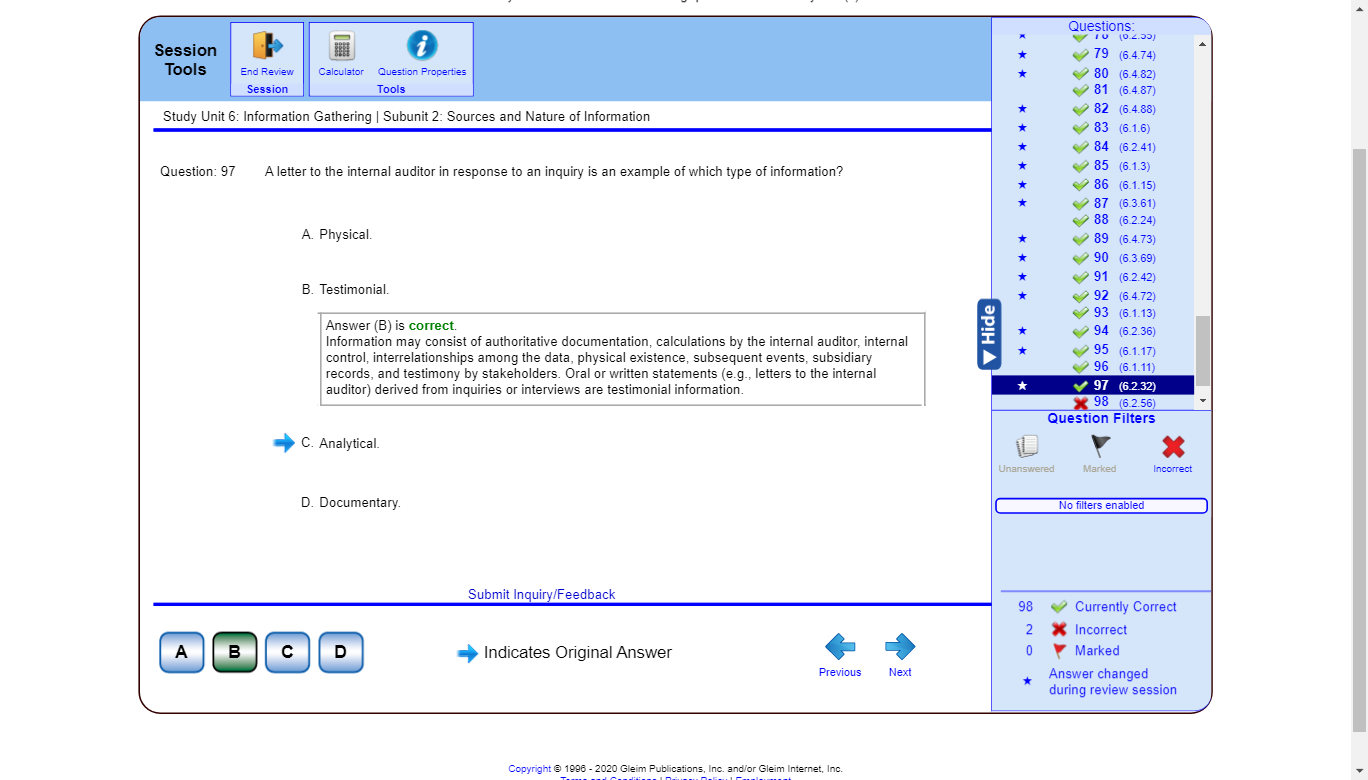 Session
Tools
End Review
Session
Calculator
Question Properties
Tools
Study Unit 6: Information Gathering | Subunit 2: Sources and Nature of Information
Question: 97
A letter to the internal auditor in response to an inquiry is an example of which type of information?
A. Physical.
B. Testimonial.
Answer (B) is correct.
Information may consist of authoritative documentation, calculations by the internal auditor, internal
control, interrelationships among the data, physical existence, subsequent events, subsidiary
records, and testimony by stakeholders. Oral or written statements (e.g., letters to the internal
auditor) derived from inquiries or interviews are testimonial information.
C. Analytical.
D. Documentary.
Submit Inquiry/Feedback
A B C D
Indicates Original Answer
Previous
Next
Hide
Questions:
★ 78 (6.2.55)
★ 79 (6.4.74)
★ 80 (6.4.82)
81 (6.4.87)
★ 82 (6.4.88)
★ 83 (6.1.6)
★ 84 (6.2.41)
★ 85 (6.1.3)
★ 86 (6.1.15)
★ 87 (6.3.61)
88 (6.2.24)
★ 89 (6.4.73)
★ 90 (6.3.69)
★ 91 (6.2.42)
★ 92 (6.4.72)
93 (6.1.13)
★ 94 (6.2.36)
★ 95 (6.1.17)
96 (6.1.11)
★ 97 (6.2.32)
98 (6.2.56)
Question Filters
Unanswered
Marked
Incorrect
No filters enabled
98 Currently Correct
2 Incorrect
0 Marked
★ Answer changed
during review session
Copyright © 1996 - 2020 Gleim Publications, Inc. and/or Gleim Internet, Inc.
Terms and Conditions | Privacy Policy | Employment